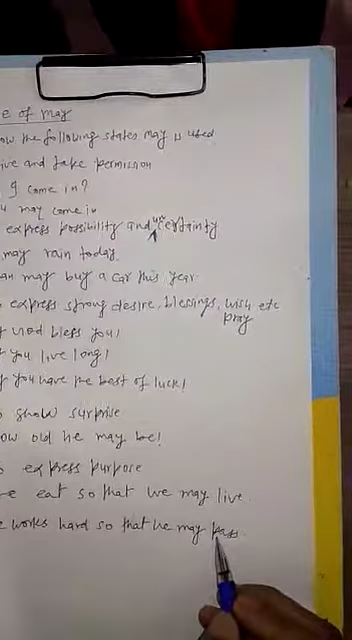 e of may
ow the following states may is used
ive and take permission
I come in?
u may come in
express possibility and uncertainty
may rain today.
an may buy a car this year
o express strong desire, blessings, wish etc
pray
y God bless you!
y you live long!
y you have the best of luck!
o show surprise
ow old he may be!
o express purpose
e eat so that we may live.
e works hard so that he may pass.